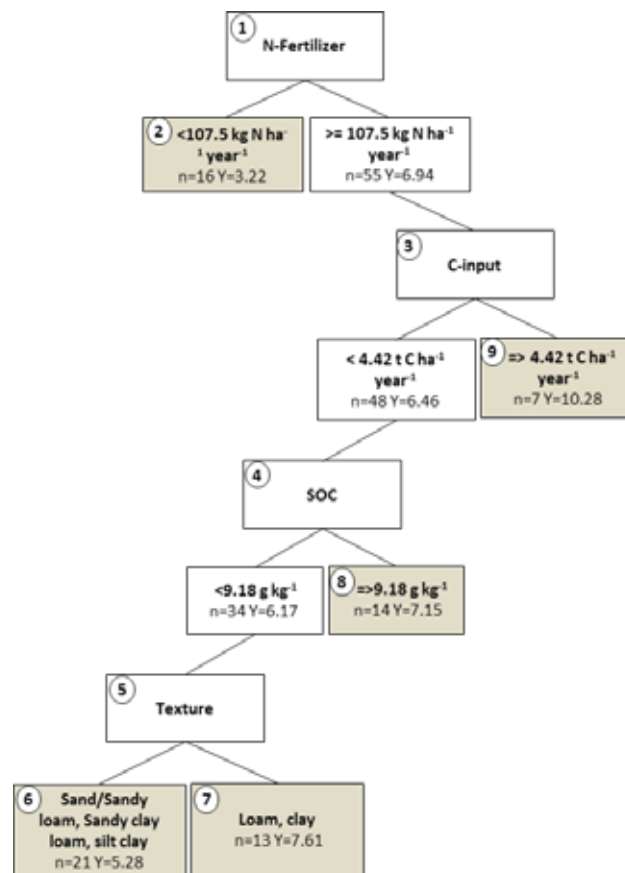 1
N-Fertilizer
2
<107.5 kg N ha⁻
¹ year⁻¹
n=16 Y=3.22
>= 107.5 kg N ha⁻¹
year⁻¹
n=55 Y=6.94
3
C-input
< 4.42 t C ha⁻¹
year⁻¹
n=48 Y=6.46
9
=> 4.42 t C ha⁻¹
year⁻¹
n=7 Y=10.28
4
SOC
<9.18 g kg⁻¹
n=34 Y=6.17
8
=>9.18 g kg⁻¹
n=14 Y=7.15
5
Texture
6
Sand/Sandy
loam, Sandy clay
loam, silt clay
n=21 Y=5.28
7
Loam, clay
n=13 Y=7.61